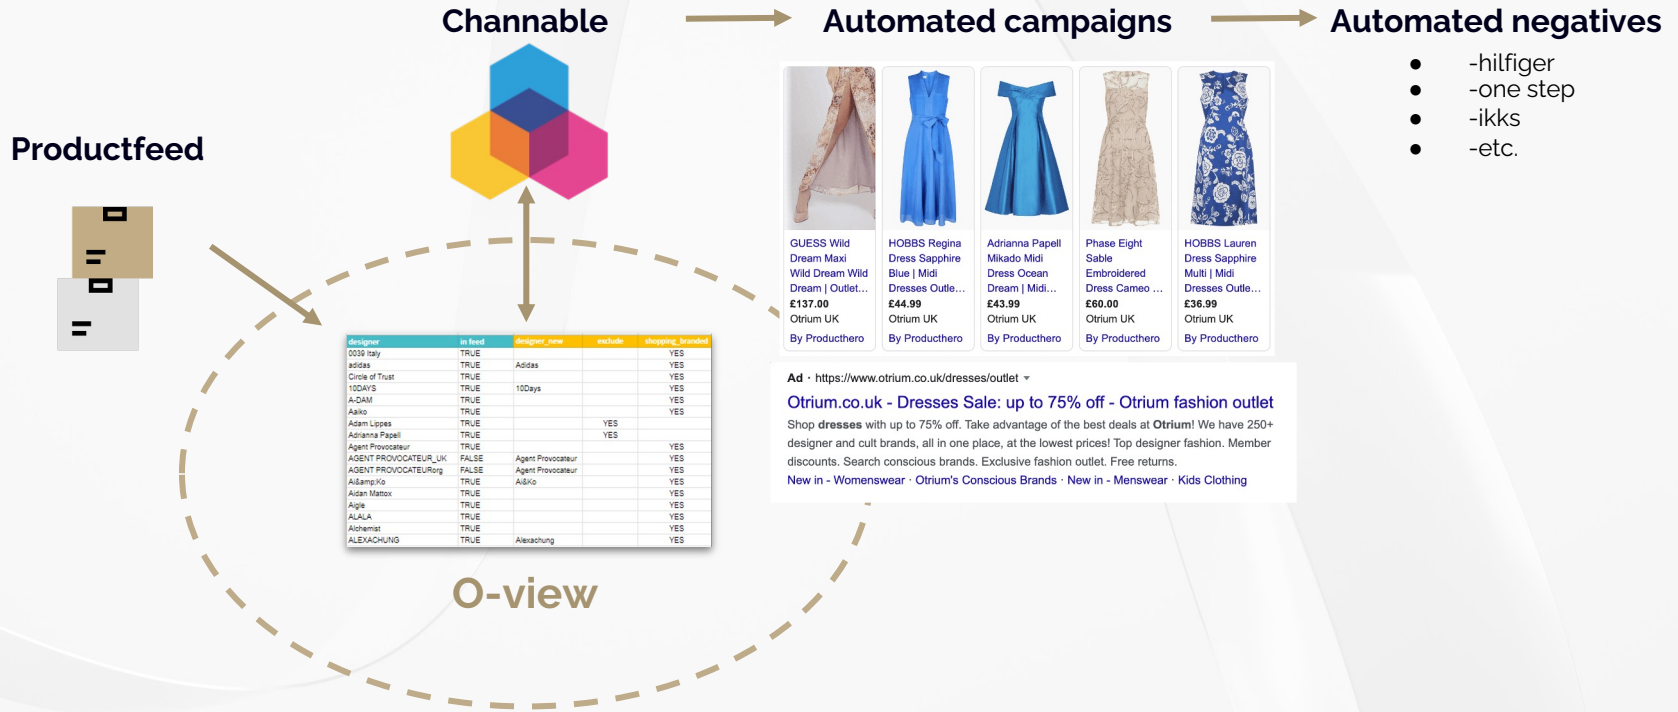 Channable
Automated campaigns
Automated negatives
● -hilfiger
● -one step
● -ikks
● -etc.
Productfeed
GUESS Wild
Dream Maxi
Wild Dream Wild
Dream | Outlet...
£137.00
Otrium UK
By Producthero
HOBBS Regina
Dress Sapphire
Blue | Midi
Dresses Outle...
£44.99
Otrium UK
By Producthero
Adrianna Papell
Mikado Midi
Dress Ocean
Dream | Midi...
£43.99
Otrium UK
By Producthero
Phase Eight
Sable
Embroidered
Dress Cameo ...
£60.00
Otrium UK
By Producthero
HOBBS Lauren
Dress Sapphire
Multi | Midi
Dresses Outle...
£36.99
Otrium UK
By Producthero
designer in feed designer_new exclude shopping_branded
0039 Italy TRUE YES
adidas TRUE Adidas YES
Circle of Trust TRUE YES
10DAYS TRUE 10Days YES
A-DAM TRUE YES
Aaiko TRUE YES
Adam Lippes TRUE YES
Adrianna Papell TRUE YES
Agent Provocateur TRUE YES
AGENT PROVOCATEUR_UK FALSE Agent Provocateur YES
AGENT PROVOCATEURorg FALSE Agent Provocateur YES
Ai&amp;Ko TRUE Ai&Ko YES
Aidan Mattox TRUE YES
Aigle TRUE YES
ALALA TRUE YES
Alchemist TRUE YES
ALEXACHUNG TRUE Alexachung YES
Ad · https://www.otrium.co.uk/dresses/outlet
Otrium.co.uk - Dresses Sale: up to 75% off - Otrium fashion outlet
Shop dresses with up to 75% off. Take advantage of the best deals at Otrium! We have 250+
designer and cult brands, all in one place, at the lowest prices! Top designer fashion. Member
discounts. Search conscious brands. Exclusive fashion outlet. Free returns.
New in - Womenswear · Otrium's Conscious Brands · New in - Menswear · Kids Clothing
O-view